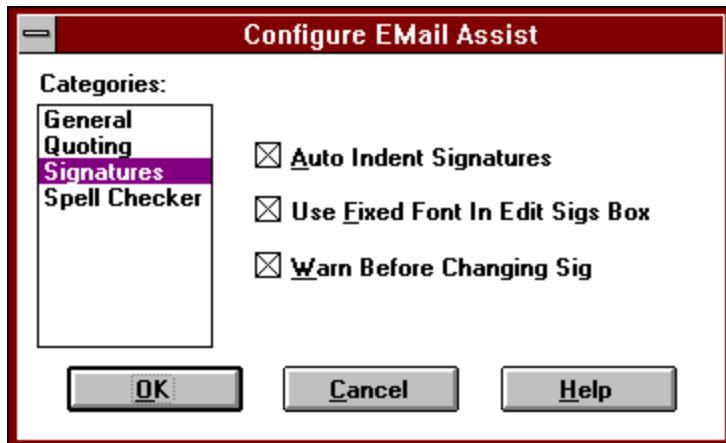 Configure EMail Assist
Categories:
General
Quoting
Signatures
Spell Checker
Auto Indent Signatures
Use Fixed Font In Edit Sigs Box
Warn Before Changing Sig
OK
Cancel
Help